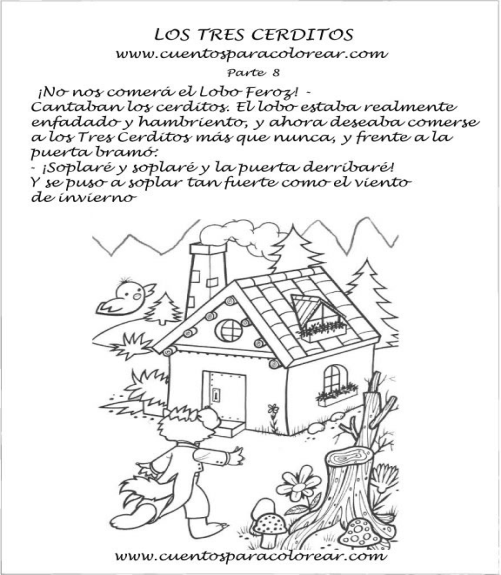 LOS TRES CERDITOS
www.cuentosparacolorear.com
Parte 8
¡No nos comerá el Lobo Feroz! -
Cantaban los cerditos. El lobo estaba realmente
enfadado y hambriento, y ahora deseaba comerse
a los Tres Cerditos más que nunca, y frente a la
puerta bramó:
- ¡Soplaré y soplaré y la puerta derribaré!
Y se puso a soplar tan fuerte como el viento
de invierno
www.cuentosparacolorear.com